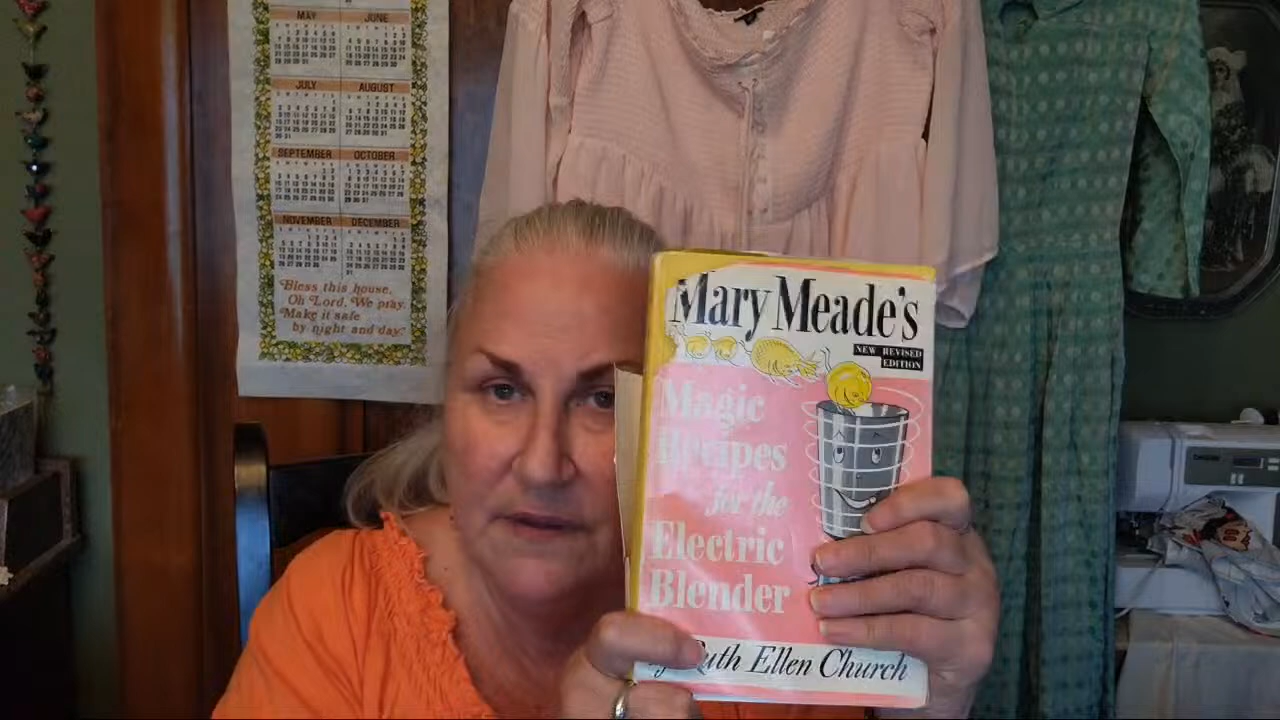 MAY JUNE
JULY AUGUST
SEPTEMBER OCTOBER
NOVEMBER DECEMBER
Bless this house,
Oh Lord, We pray,
Make it safe
by night and day.
Mary Meade's
NEW REVISED
EDITION
Magic
Recipes
for the
Electric
Blender
Ruth Ellen Church